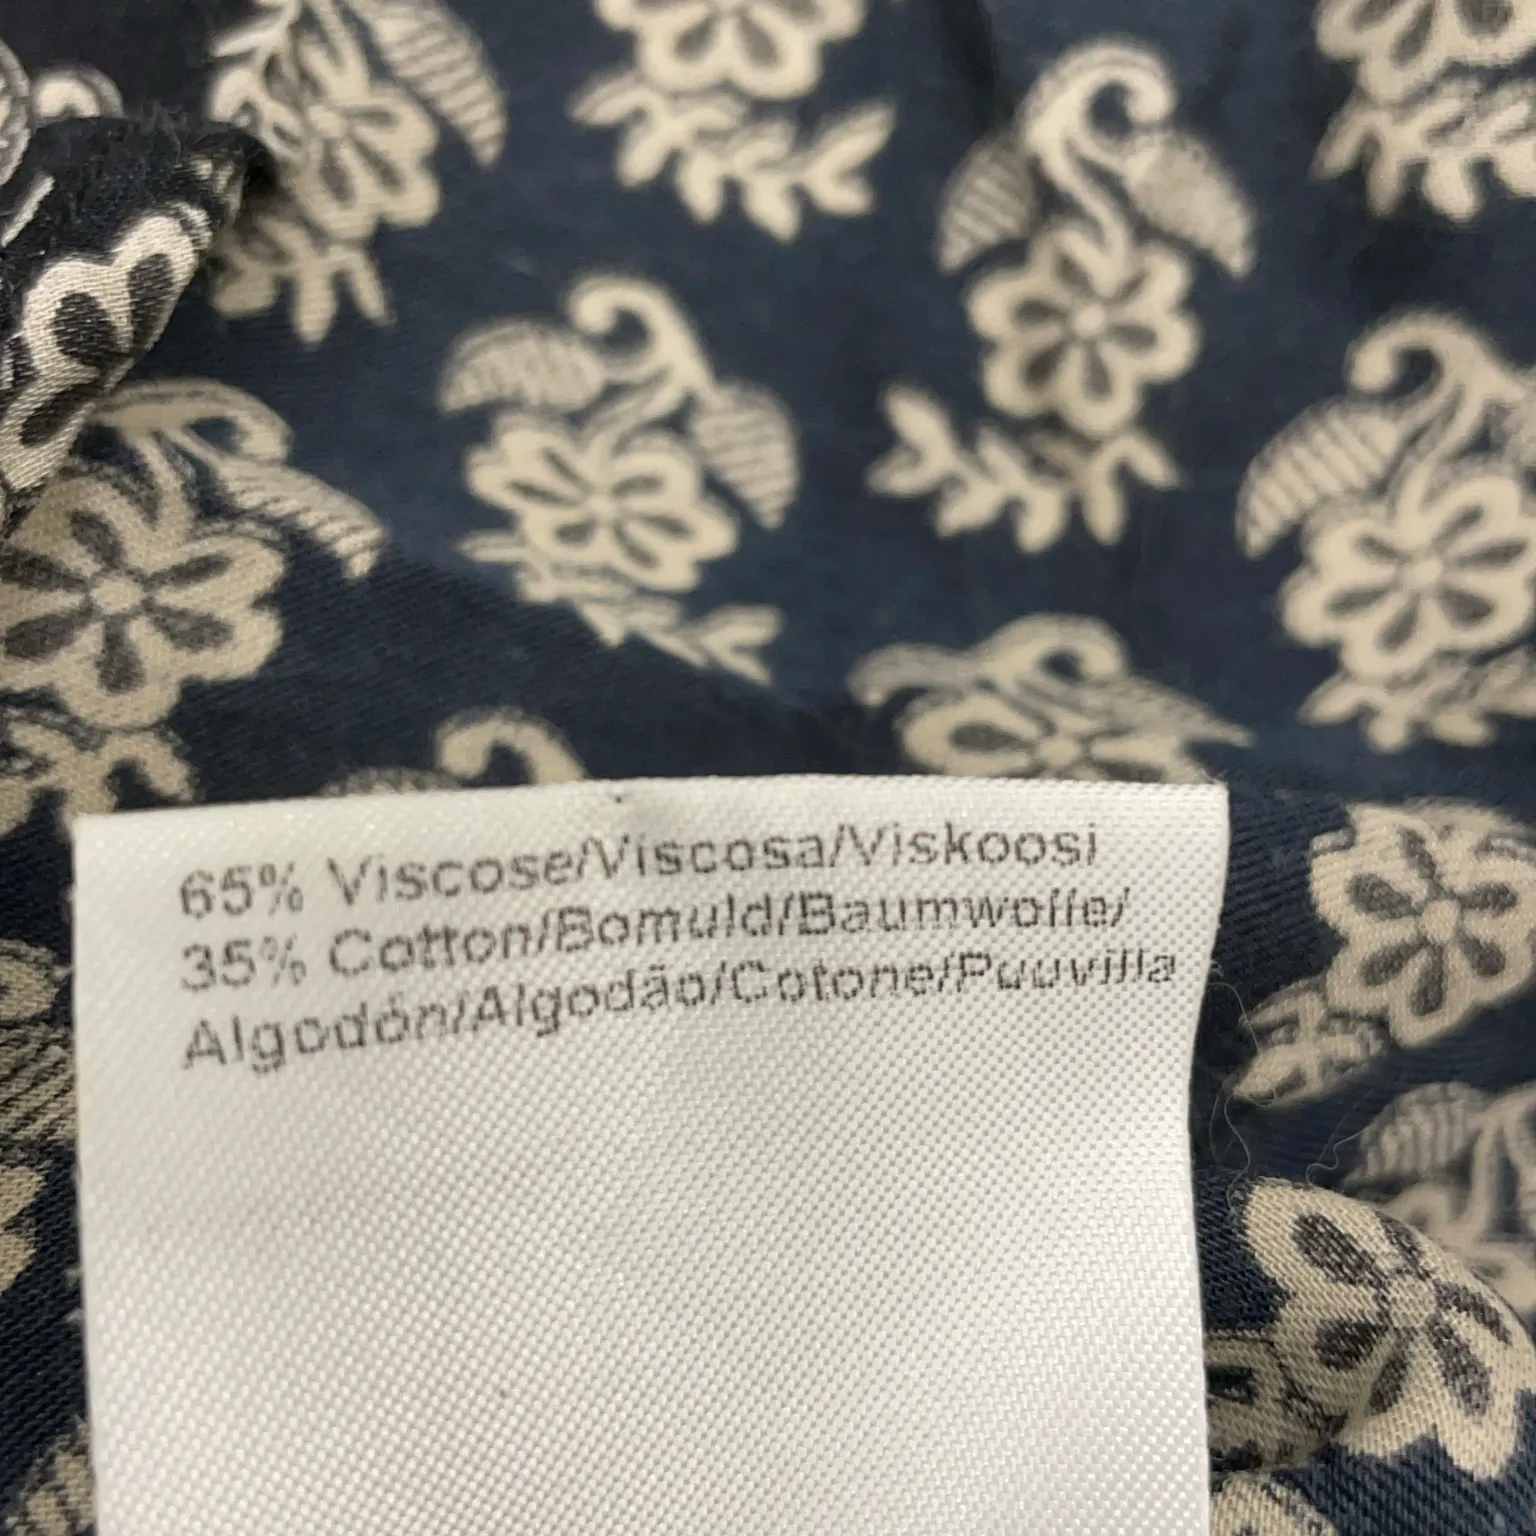 65% Viscose/Viscosa/Viskoosi
35% Cotton/Bomuld/Baumwolle/
Algodón/Algodão/Cotone/Puuvilla